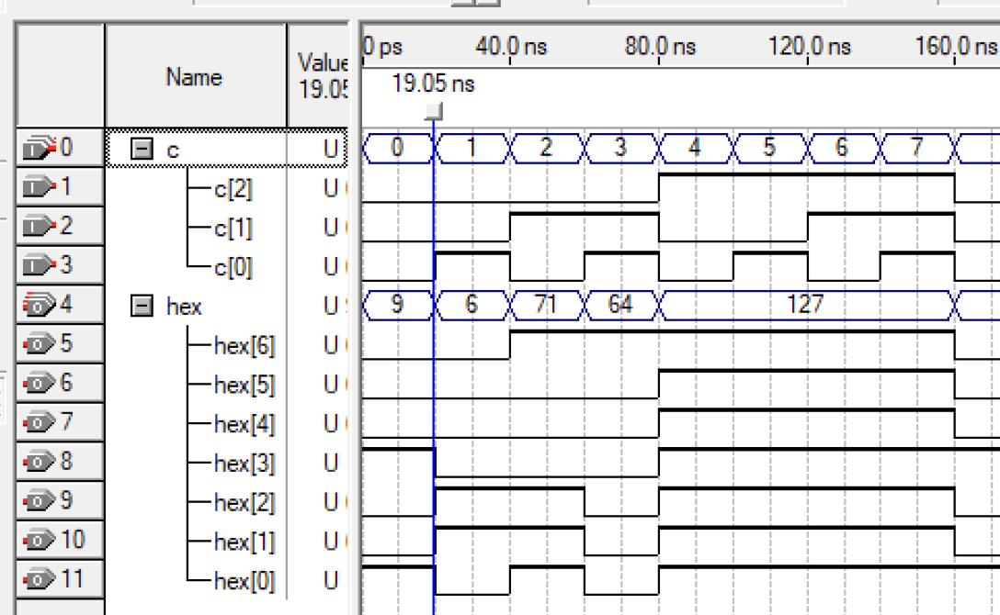 0 ps 40.0 ns 80.0 ns 120.0 ns 160.0 ns
Name Value
19.05
19.05 ns
0 c U 0 1 2 3 4 5 6 7
1 c[2] U
2 c[1] U
3 c[0] U
4 hex U 9 6 71 64 127
5 hex[6] U
6 hex[5] U
7 hex[4] U
8 hex[3] U
9 hex[2] U
10 hex[1] U
11 hex[0] U